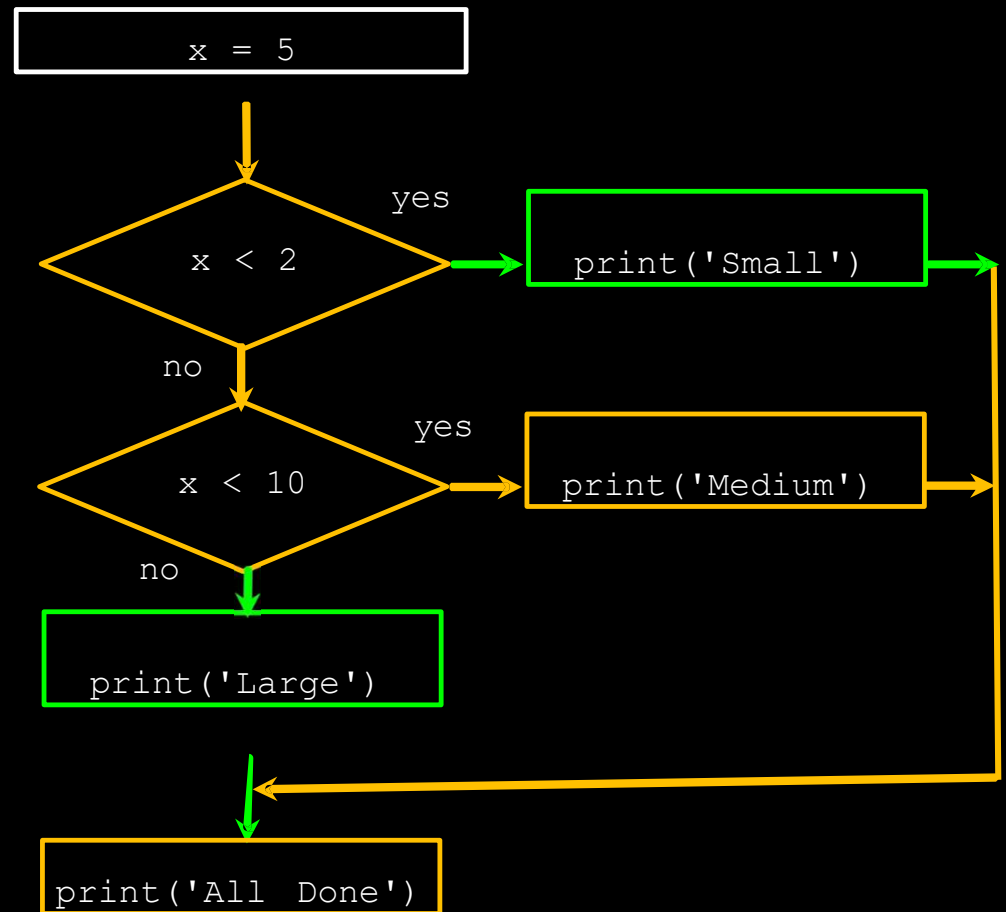 x = 5
yes
x < 2
print('Small')
no
yes
x < 10
print('Medium')
no
print('Large')
print('All Done')